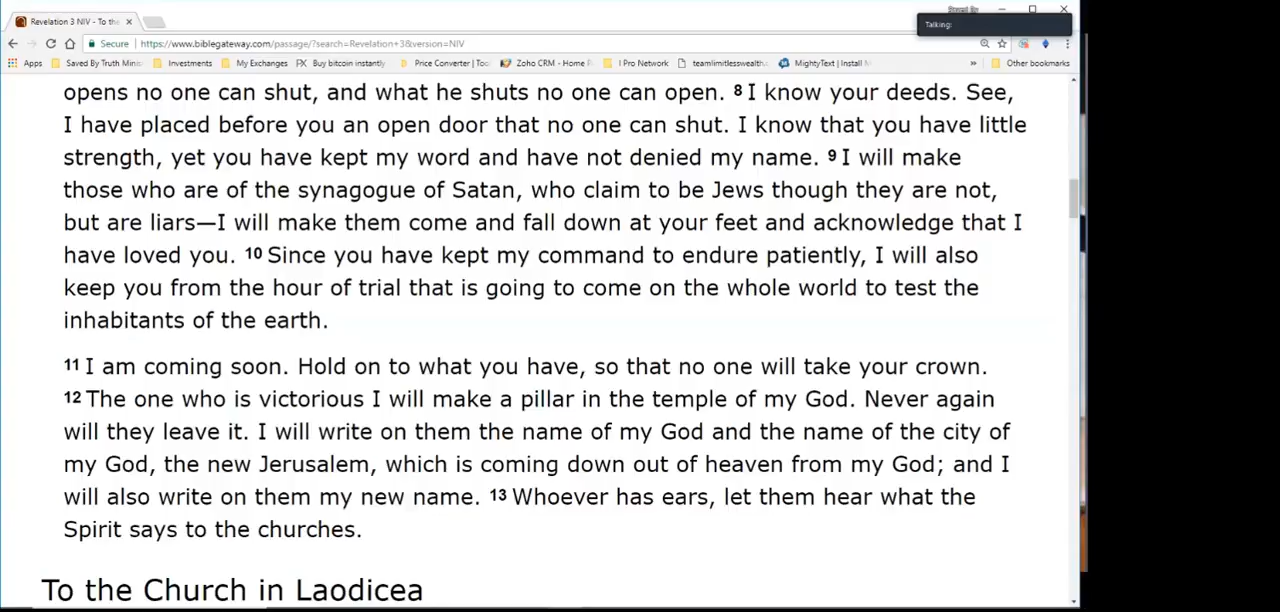 Revelation 3 NIV - To the
Talking:
Secure
https://www.biblegateway.com/passage/?search=Revelation+3&version=NIV
Apps
Saved By Truth Mini
Investments
My Exchanges
Buy bitcoin instantly
Price Converter | Too
Zoho CRM - Home P
I Pro Network
teamlimitlesswealth.
MightyText | Install M
»
Other bookmarks
opens no one can shut, and what he shuts no one can open. 8 I know your deeds. See,
I have placed before you an open door that no one can shut. I know that you have little
strength, yet you have kept my word and have not denied my name. 9 I will make
those who are of the synagogue of Satan, who claim to be Jews though they are not,
but are liars—I will make them come and fall down at your feet and acknowledge that I
have loved you. 10 Since you have kept my command to endure patiently, I will also
keep you from the hour of trial that is going to come on the whole world to test the
inhabitants of the earth.
11 I am coming soon. Hold on to what you have, so that no one will take your crown.
12 The one who is victorious I will make a pillar in the temple of my God. Never again
will they leave it. I will write on them the name of my God and the name of the city of
my God, the new Jerusalem, which is coming down out of heaven from my God; and I
will also write on them my new name. 13 Whoever has ears, let them hear what the
Spirit says to the churches.
To the Church in Laodicea